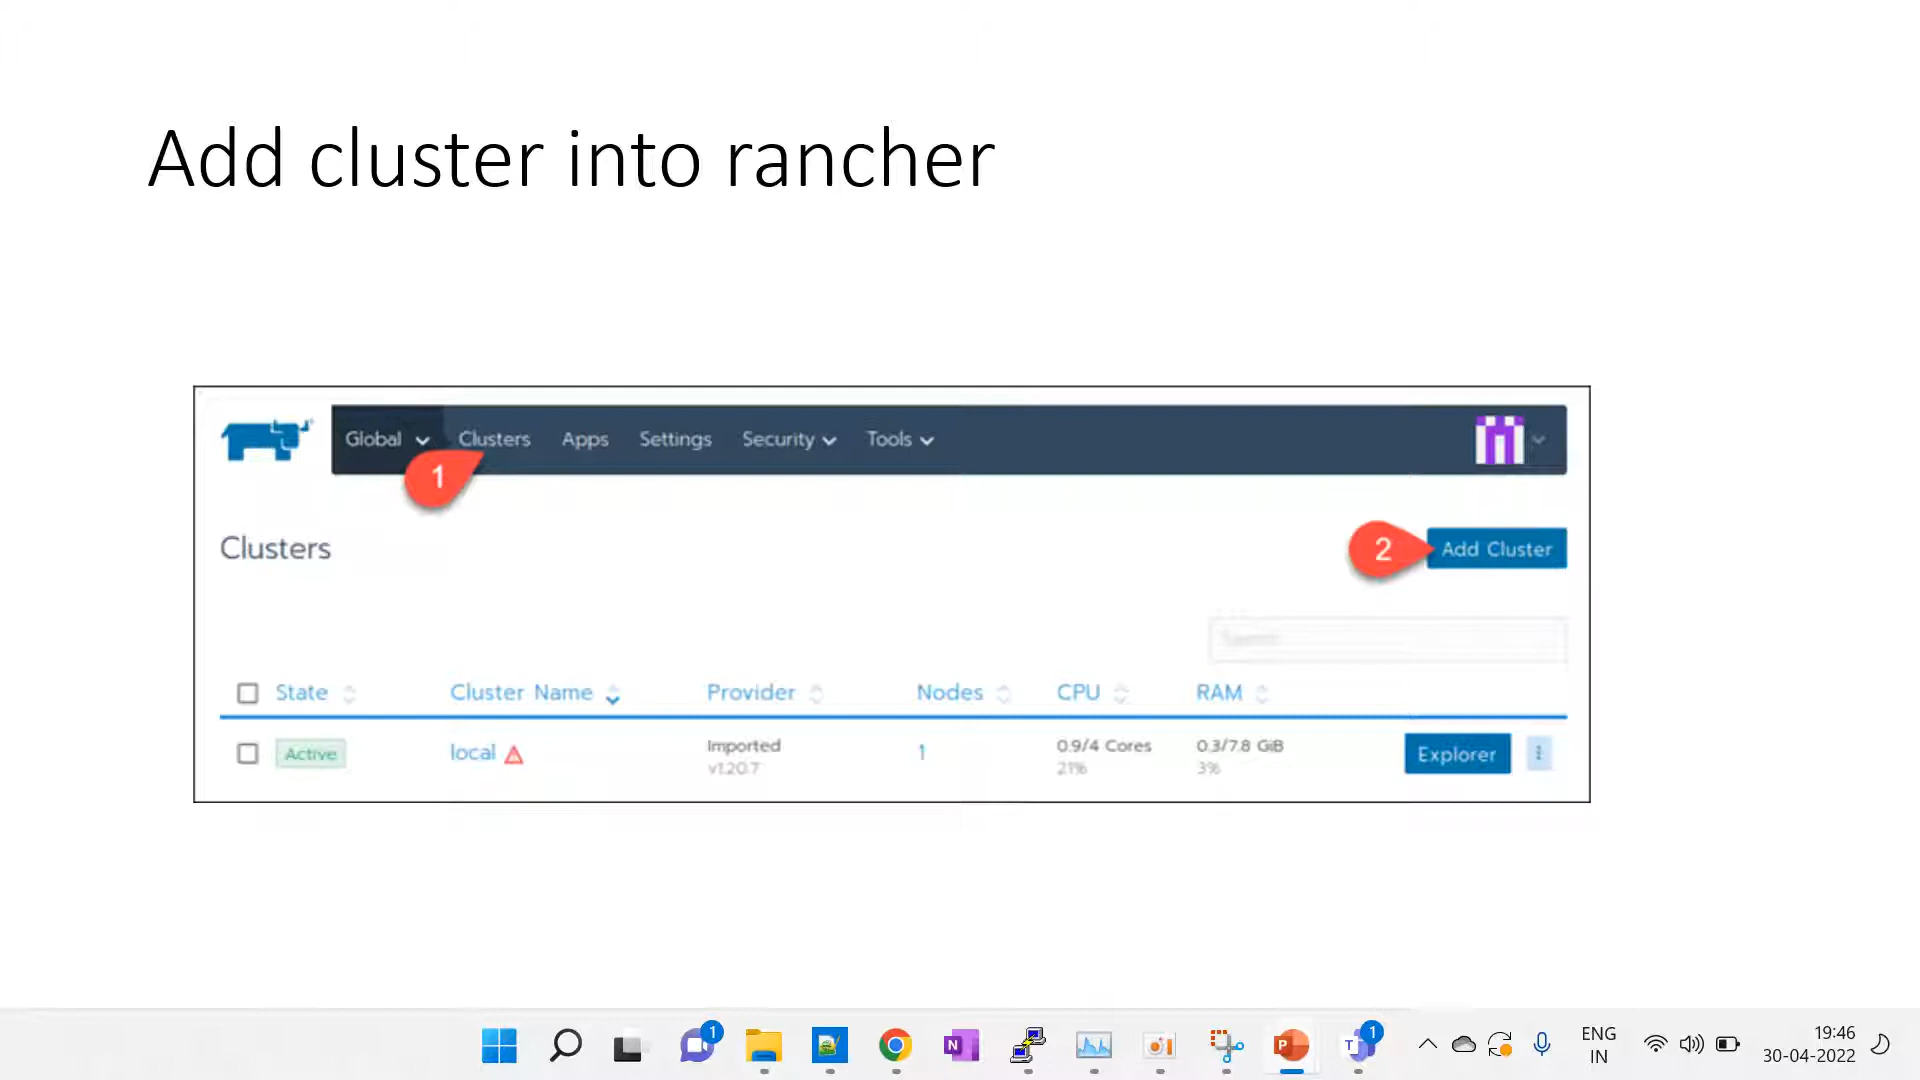 Add cluster into rancher
Global Clusters Apps Settings Security Tools
1
Clusters
2
Add Cluster
Search
State Cluster Name Provider Nodes CPU RAM
Active local Imported 1 0.9/4 Cores 0.3/7.8 GiB Explorer
v1.20.7 21% 3%
1
1
ENG
IN
19:46
30-04-2022